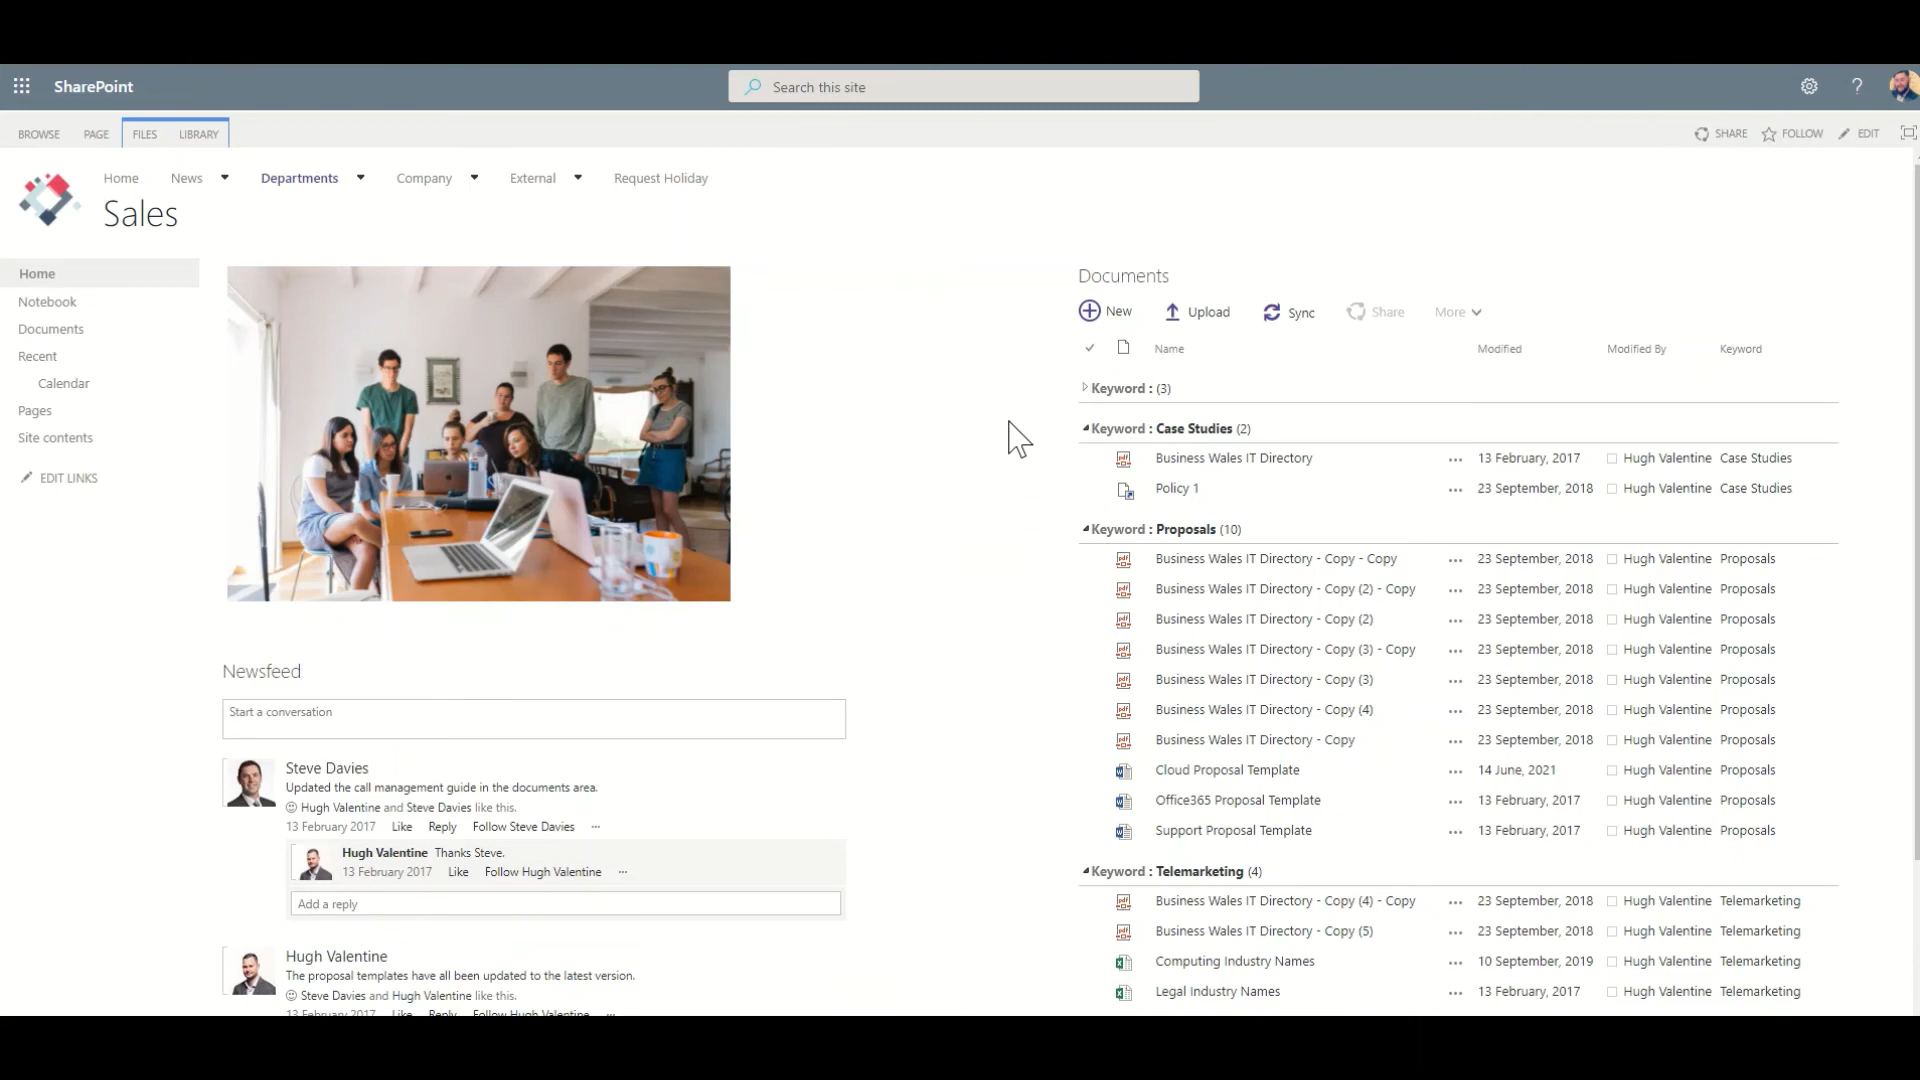 SharePoint
Search this site
?
BROWSE PAGE FILES LIBRARY
SHARE FOLLOW EDIT
Home News Departments Company External Request Holiday
Sales
Home
Notebook
Documents
Recent
Calendar
Pages
Site contents
EDIT LINKS
Newsfeed
Start a conversation
Steve Davies
Updated the call management guide in the documents area.
Hugh Valentine and Steve Davies like this.
13 February 2017 Like Reply Follow Steve Davies ...
Hugh Valentine Thanks Steve.
13 February 2017 Like Follow Hugh Valentine ...
Add a reply
Hugh Valentine
The proposal templates have all been updated to the latest version.
Steve Davies and Hugh Valentine like this.
13 February 2017 Like Reply Follow Hugh Valentine ...
Documents
New Upload Sync Share More
Name Modified Modified By Keyword
Keyword : (3)
Keyword : Case Studies (2)
Business Wales IT Directory ... 13 February, 2017 Hugh Valentine Case Studies
Policy 1 ... 23 September, 2018 Hugh Valentine Case Studies
Keyword : Proposals (10)
Business Wales IT Directory - Copy - Copy ... 23 September, 2018 Hugh Valentine Proposals
Business Wales IT Directory - Copy (2) - Copy ... 23 September, 2018 Hugh Valentine Proposals
Business Wales IT Directory - Copy (2) ... 23 September, 2018 Hugh Valentine Proposals
Business Wales IT Directory - Copy (3) - Copy ... 23 September, 2018 Hugh Valentine Proposals
Business Wales IT Directory - Copy (3) ... 23 September, 2018 Hugh Valentine Proposals
Business Wales IT Directory - Copy (4) ... 23 September, 2018 Hugh Valentine Proposals
Business Wales IT Directory - Copy ... 23 September, 2018 Hugh Valentine Proposals
Cloud Proposal Template ... 14 June, 2021 Hugh Valentine Proposals
Office365 Proposal Template ... 13 February, 2017 Hugh Valentine Proposals
Support Proposal Template ... 13 February, 2017 Hugh Valentine Proposals
Keyword : Telemarketing (4)
Business Wales IT Directory - Copy (4) - Copy ... 23 September, 2018 Hugh Valentine Telemarketing
Business Wales IT Directory - Copy (5) ... 23 September, 2018 Hugh Valentine Telemarketing
Computing Industry Names ... 10 September, 2019 Hugh Valentine Telemarketing
Legal Industry Names ... 13 February, 2017 Hugh Valentine Telemarketing